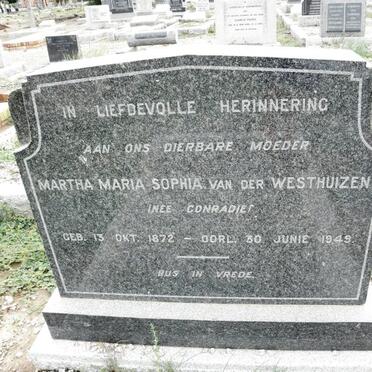 IN LIEFDEVOLLE HERINNERING
AAN ONS DIERBARE MOEDER
MARTHA MARIA SOPHIA VAN DER WESTHUIZEN
(NEE CONRADIE)
GEB. 13 OKT. 1872 — OORL. 30 JUNIE 1949.
RUS IN VREDE.